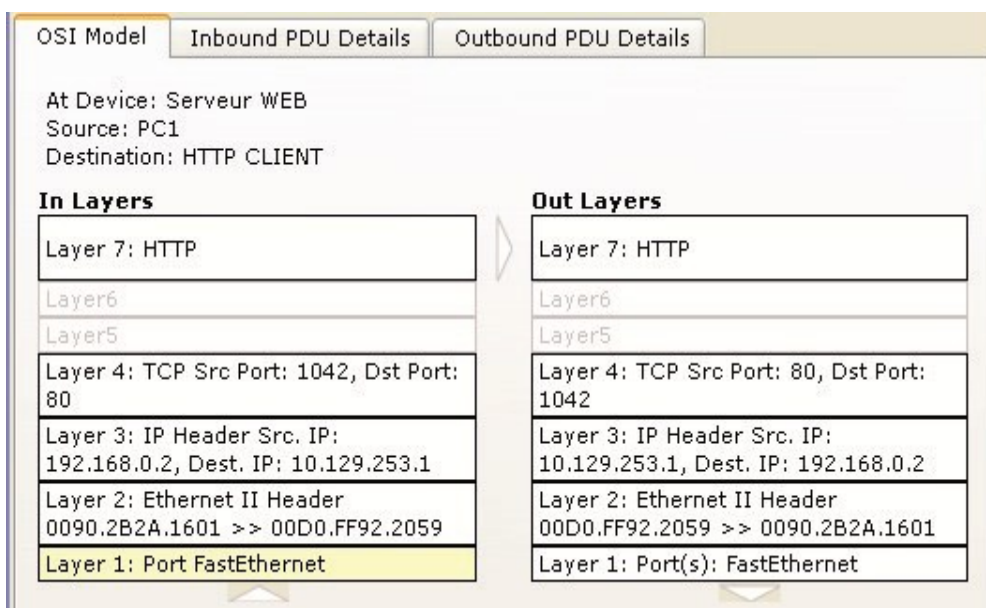 OSI Model
Inbound PDU Details
Outbound PDU Details
At Device: Serveur WEB
Source: PC1
Destination: HTTP CLIENT
In Layers
Layer 7: HTTP
Layer6
Layer5
Layer 4: TCP Src Port: 1042, Dst Port:
80
Layer 3: IP Header Src. IP:
192.168.0.2, Dest. IP: 10.129.253.1
Layer 2: Ethernet II Header
0090.2B2A.1601 >> 00D0.FF92.2059
Layer 1: Port FastEthernet
Out Layers
Layer 7: HTTP
Layer6
Layer5
Layer 4: TCP Src Port: 80, Dst Port:
1042
Layer 3: IP Header Src. IP:
10.129.253.1, Dest. IP: 192.168.0.2
Layer 2: Ethernet II Header
00D0.FF92.2059 >> 0090.2B2A.1601
Layer 1: Port(s): FastEthernet